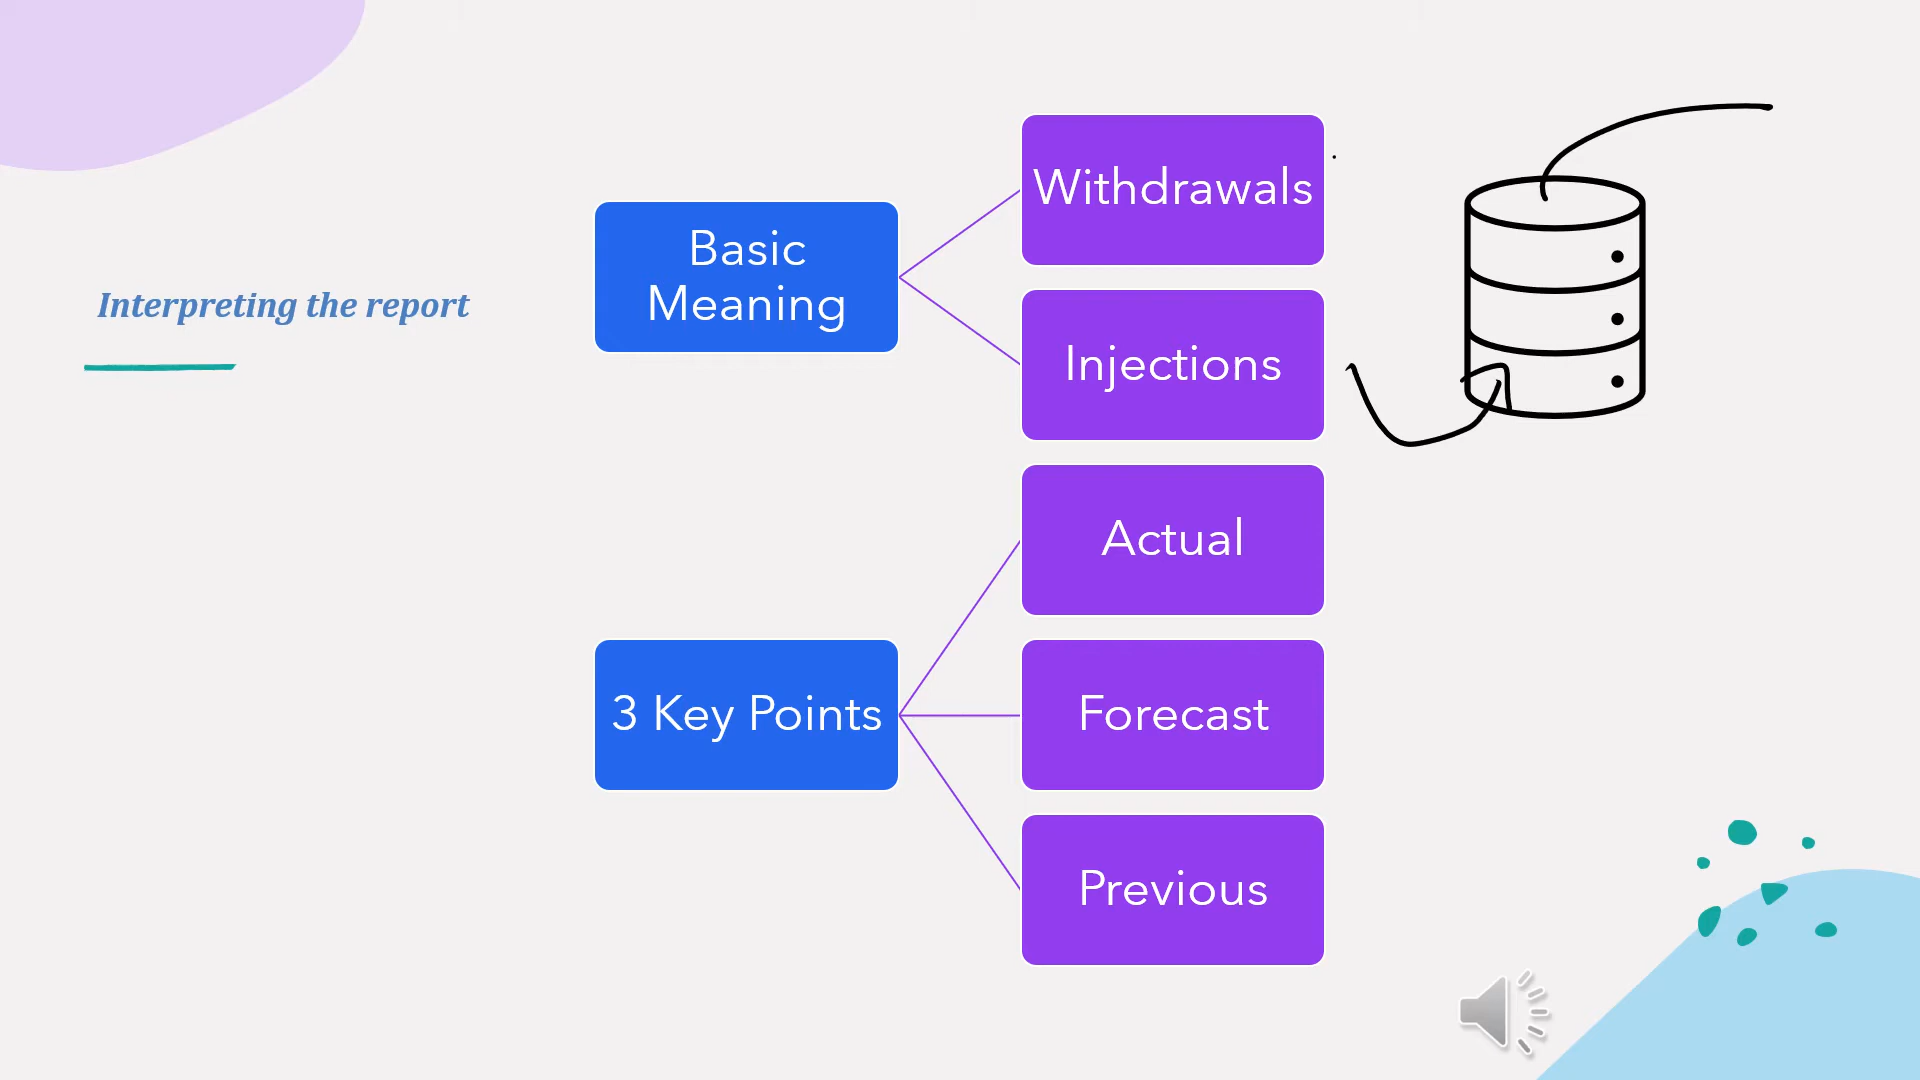 Interpreting the report
Basic
Meaning
Withdrawals
Injections
3 Key Points
Actual
Forecast
Previous